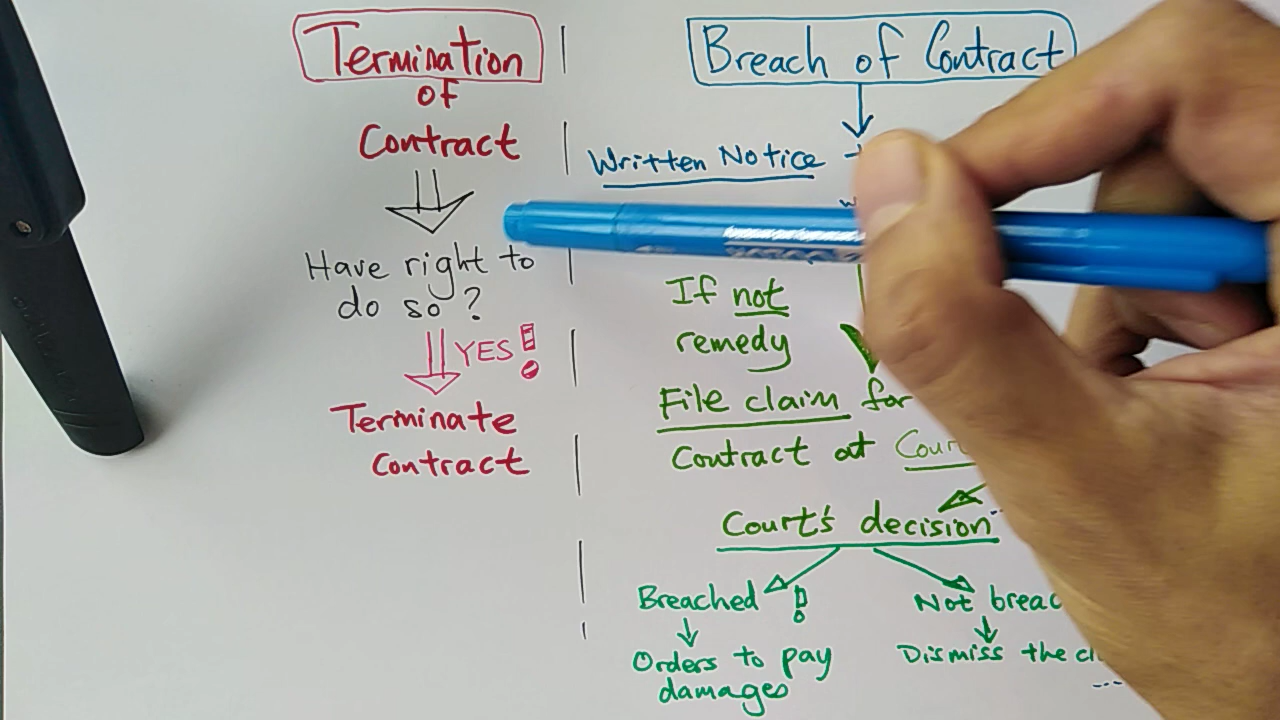 Termination
of
Contract
Have right to
do so?
YES!
Terminate
Contract
Breach of Contract
Written Notice
If not
remedy
File claim for
Contract at
Court's decision
Breached !
Not
Orders to pay
damages
Dismiss the